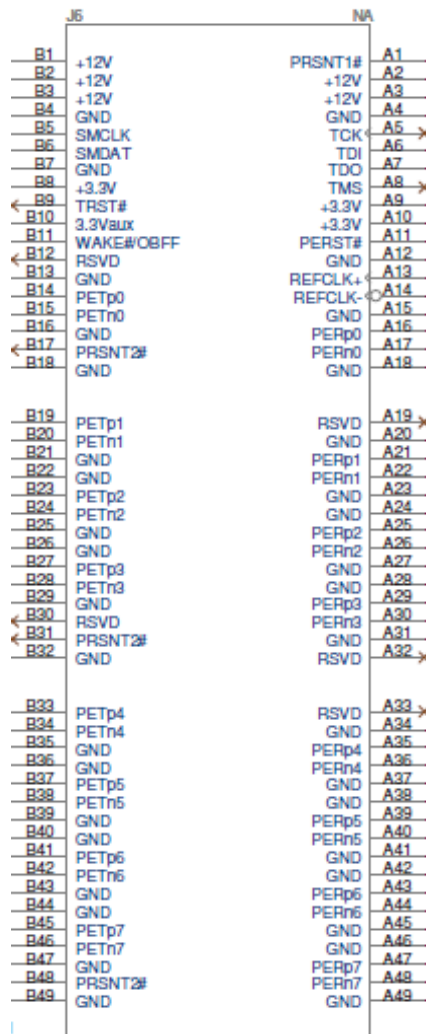 J6 NA
B1 +12V PRSNT1# A1
B2 +12V +12V A2
B3 +12V +12V A3
B4 GND GND A4
B5 SMCLK TCK A5
B6 SMDAT TDI A6
B7 GND TDO A7
B8 +3.3V TMS A8
B9 TRST# +3.3V A9
B10 3.3Vaux +3.3V A10
B11 WAKE#/OBFF PERST# A11
B12 RSVD GND A12
B13 GND REFCLK+ A13
B14 PETp0 REFCLK- A14
B15 PETn0 GND A15
B16 GND PERp0 A16
B17 PRSNT2# PERn0 A17
B18 GND GND A18
B19 PETp1 RSVD A19
B20 PETn1 GND A20
B21 GND PERp1 A21
B22 GND PERn1 A22
B23 PETp2 GND A23
B24 PETn2 GND A24
B25 GND PERp2 A25
B26 GND PERn2 A26
B27 PETp3 GND A27
B28 PETn3 GND A28
B29 GND PERp3 A29
B30 RSVD PERn3 A30
B31 PRSNT2# GND A31
B32 GND RSVD A32
B33 PETp4 RSVD A33
B34 PETn4 GND A34
B35 GND PERp4 A35
B36 GND PERn4 A36
B37 PETp5 GND A37
B38 PETn5 GND A38
B39 GND PERp5 A39
B40 GND PERn5 A40
B41 PETp6 GND A41
B42 PETn6 GND A42
B43 GND PERp6 A43
B44 GND PERn6 A44
B45 PETp7 GND A45
B46 PETn7 GND A46
B47 GND PERp7 A47
B48 PRSNT2# PERn7 A48
B49 GND GND A49